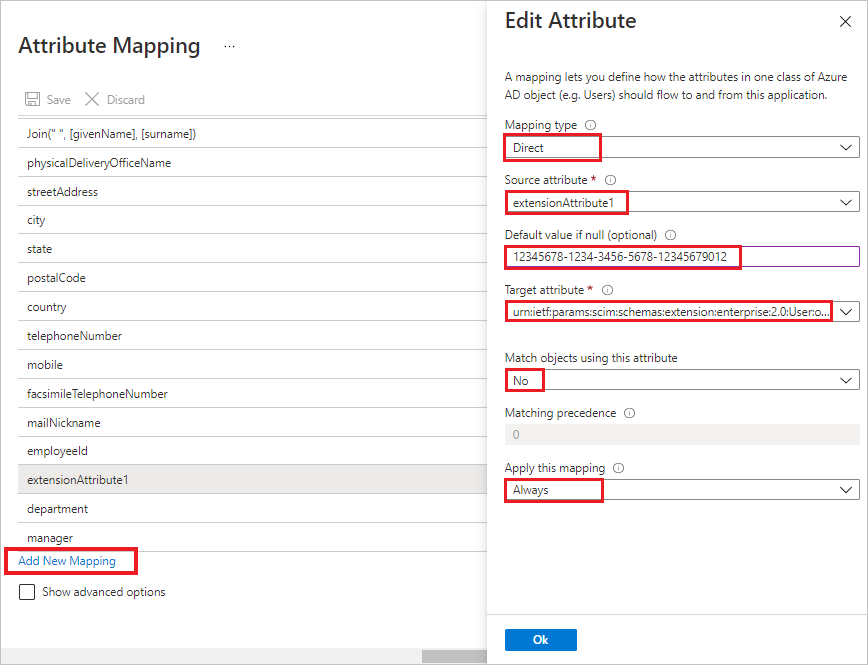 Attribute Mapping ...
Save Discard
Join(" ", [givenName], [surname])
physicalDeliveryOfficeName
streetAddress
city
state
postalCode
country
telephoneNumber
mobile
facsimileTelephoneNumber
mailNickname
employeeId
extensionAttribute1
department
manager
Add New Mapping
Show advanced options
Edit Attribute
A mapping lets you define how the attributes in one class of Azure
AD object (e.g. Users) should flow to and from this application.
Mapping type
Direct
Source attribute *
extensionAttribute1
Default value if null (optional)
12345678-1234-3456-5678-12345679012
Target attribute *
urn:ietf:params:scim:schemas:extension:enterprise:2.0:User:o...
Match objects using this attribute
No
Matching precedence
0
Apply this mapping
Always
Ok